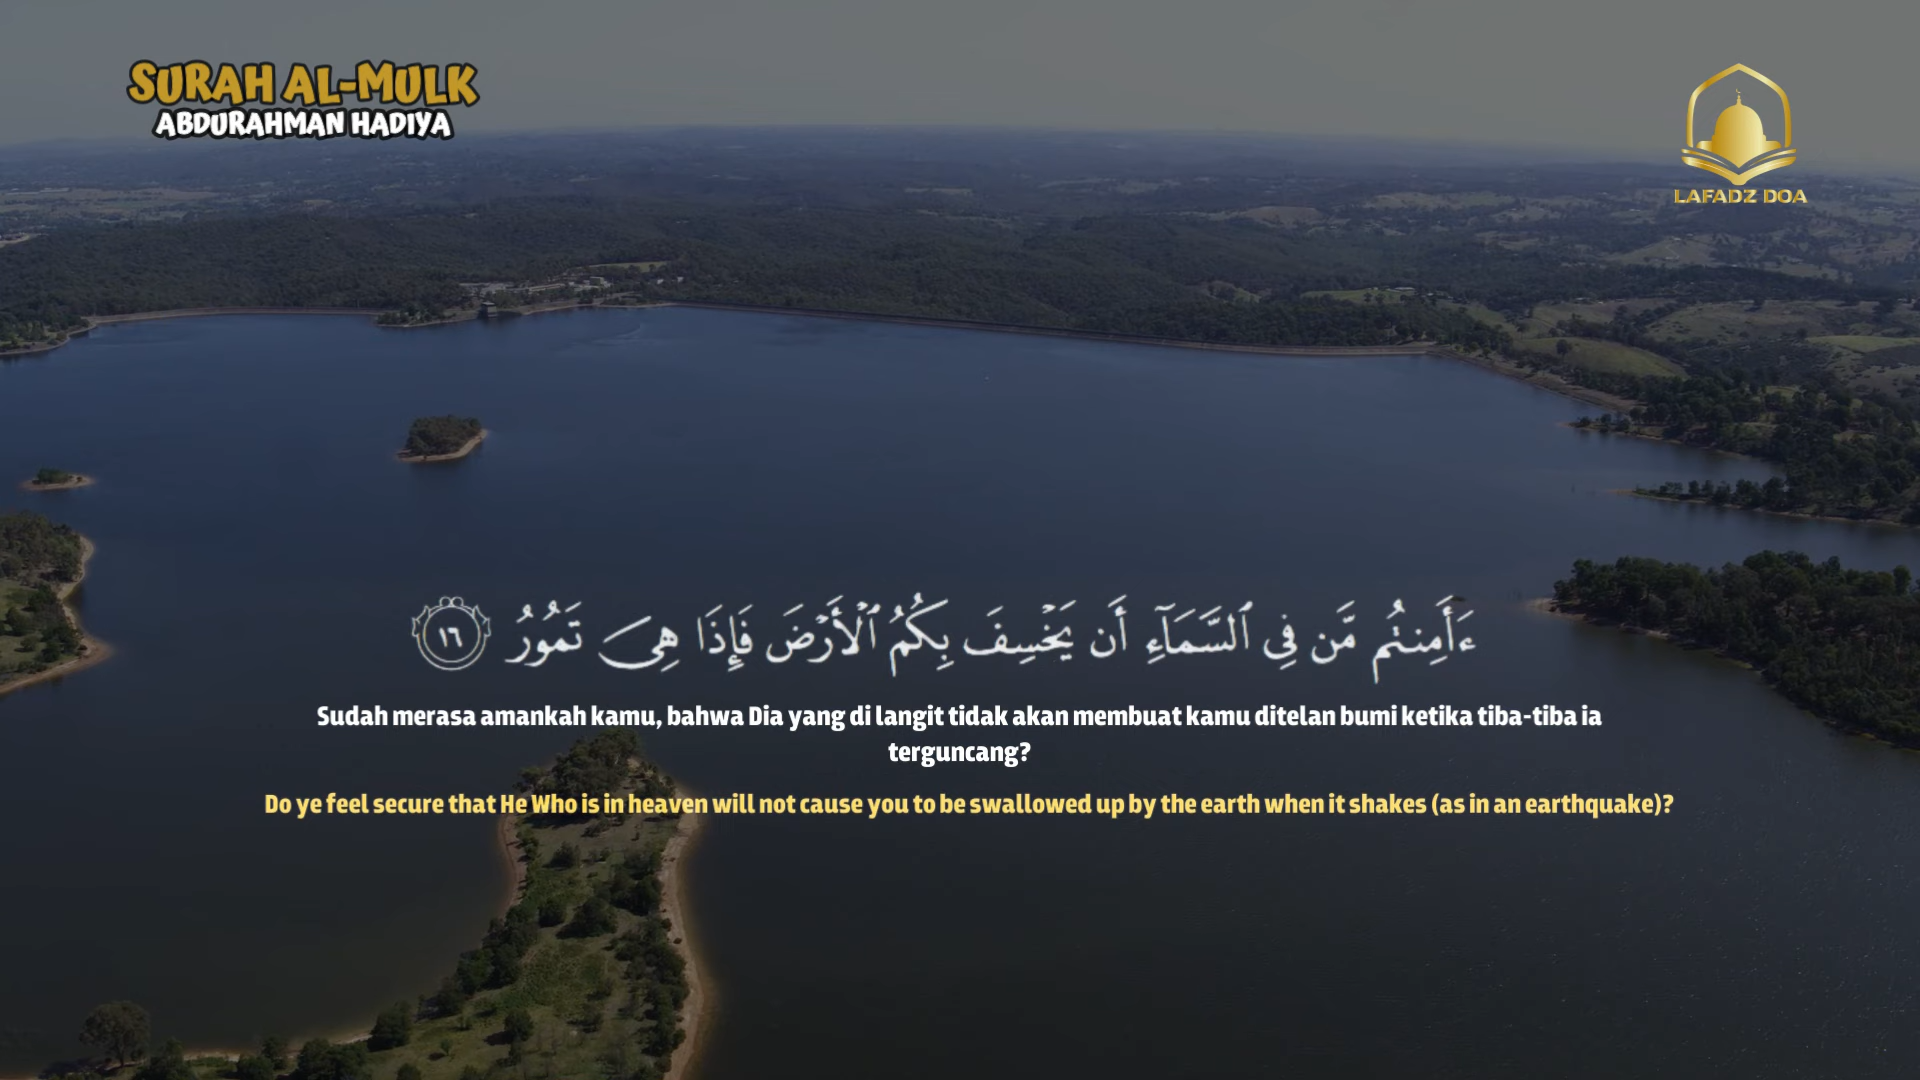 SURAH AL-MULK
ABDURAHMAN HADIYA
LAFADZ DOA
ءَأَمِنتُم مَّن فِى ٱلسَّمَآءِ أَن يَخْسِفَ بِكُمُ ٱلْأَرْضَ فَإِذَا هِىَ تَمُورُ ١٦
Sudah merasa amankah kamu, bahwa Dia yang di langit tidak akan membuat kamu ditelan bumi ketika tiba-tiba ia
terguncang?
Do ye feel secure that He Who is in heaven will not cause you to be swallowed up by the earth when it shakes (as in an earthquake)?